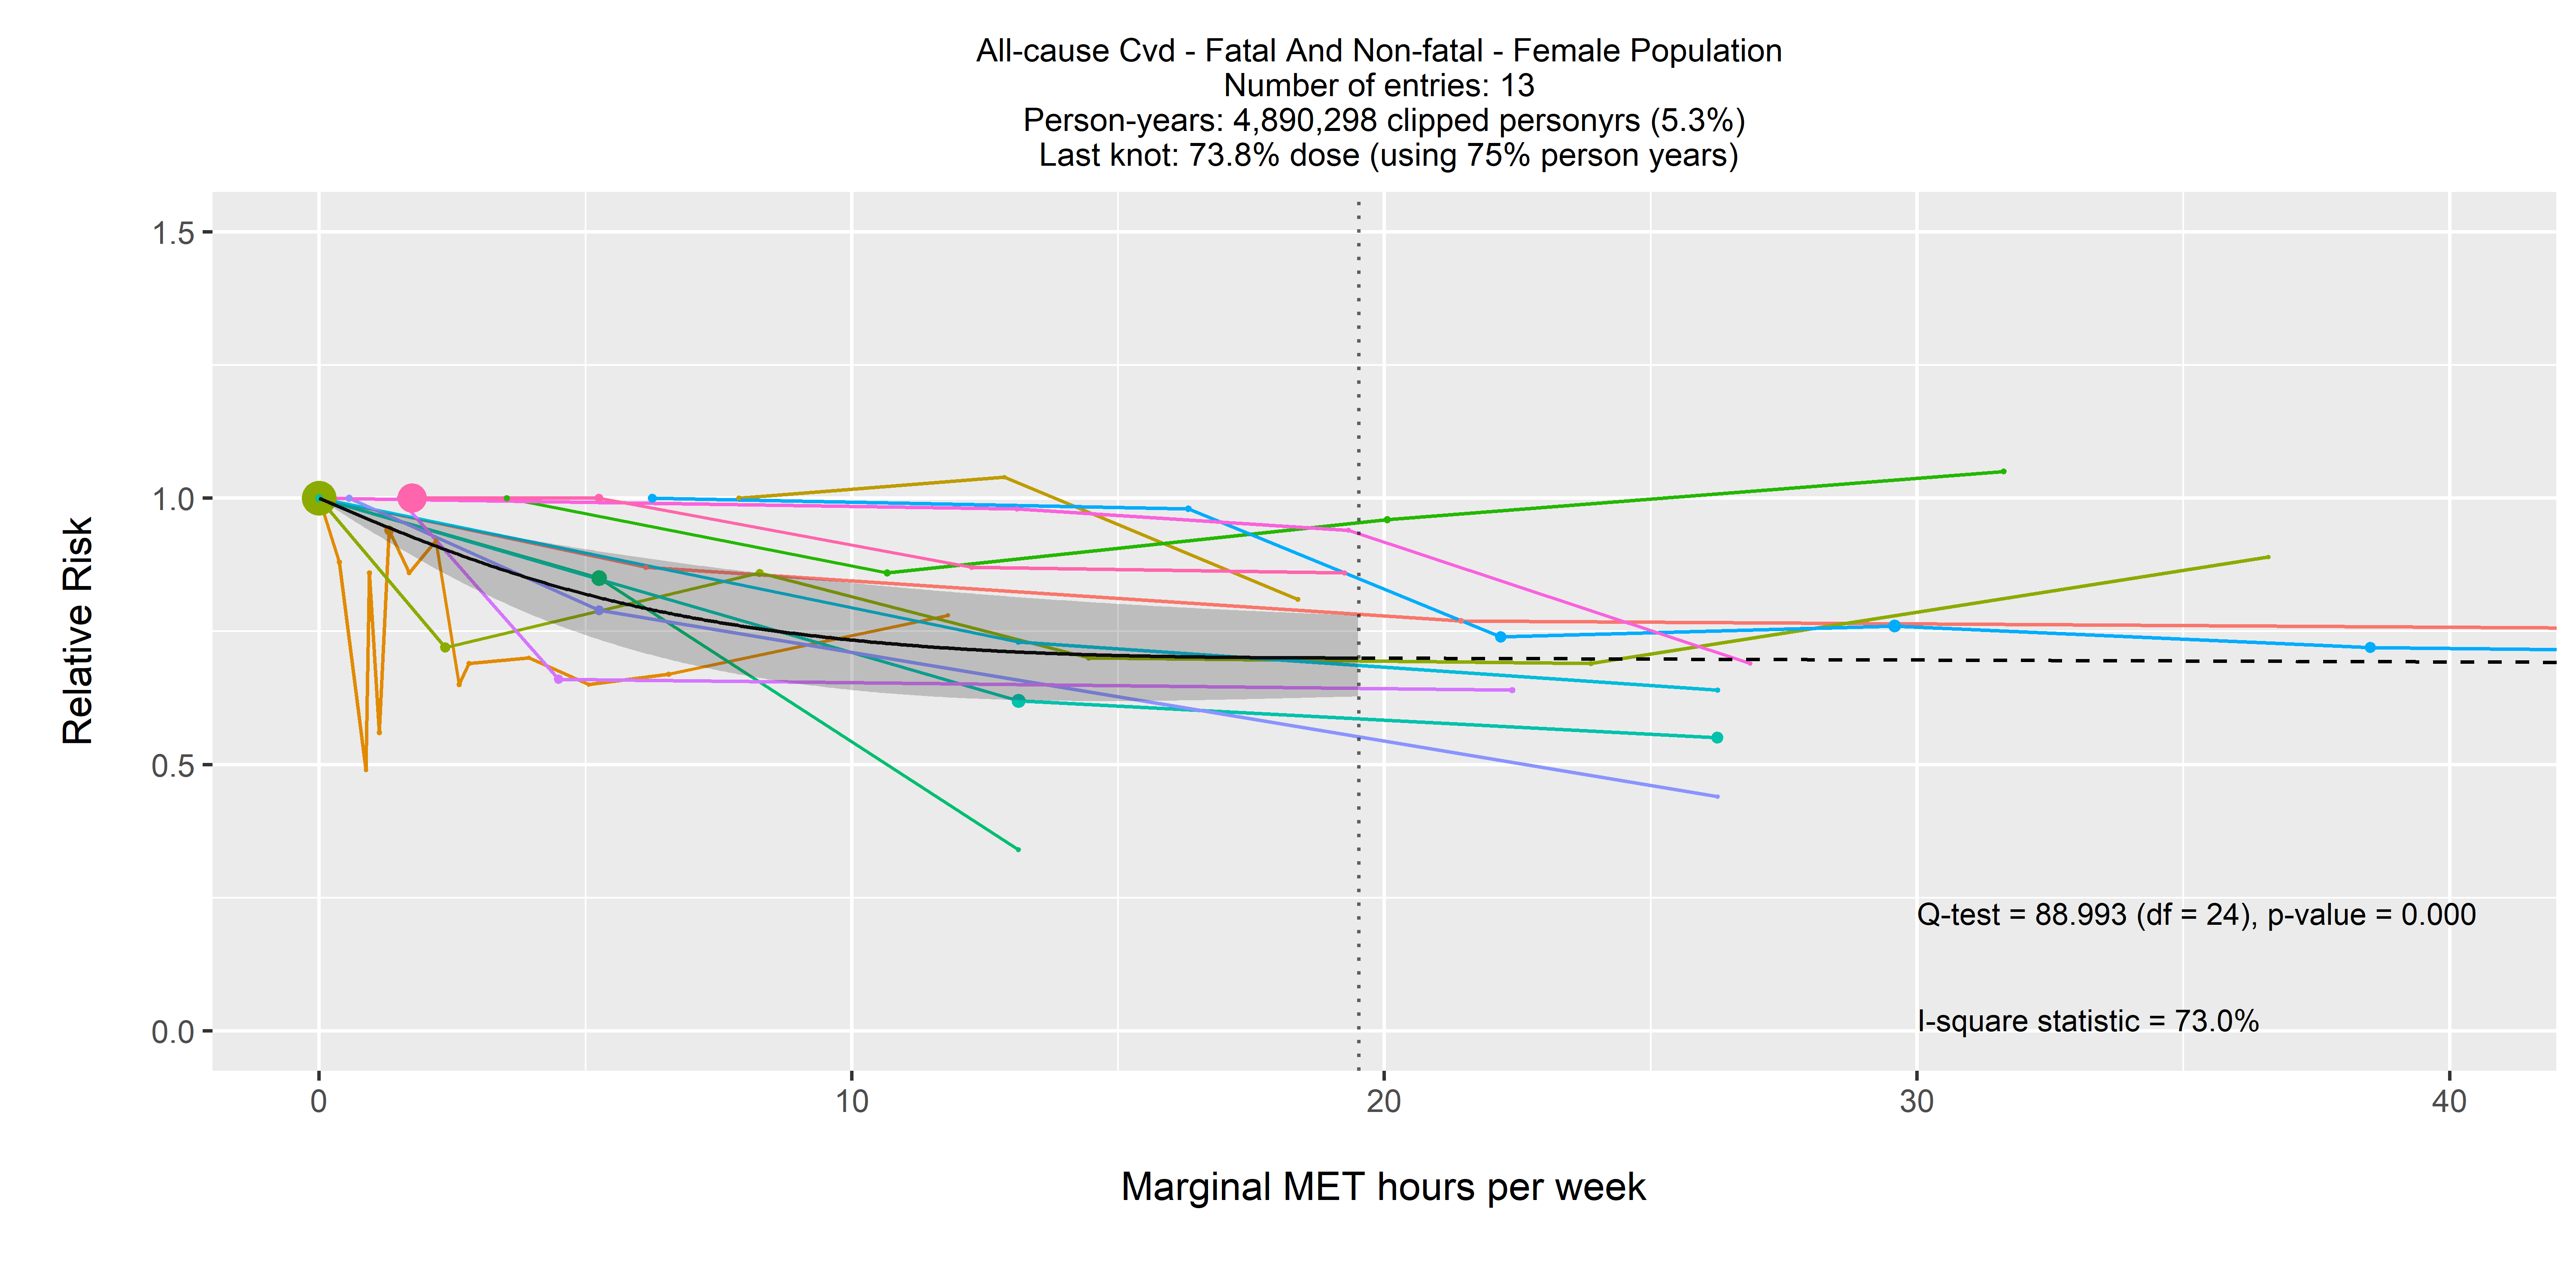 All-cause Cvd - Fatal And Non-fatal - Female Population
Number of entries: 13
Person-years: 4,890,298 clipped personyrs (5.3%)
Last knot: 73.8% dose (using 75% person years)
1.5
1.0
0.5
0.0
Relative Risk
Q-test = 88.993 (df = 24), p-value = 0.000
I-square statistic = 73.0%
0 10 20 30 40
Marginal MET hours per week